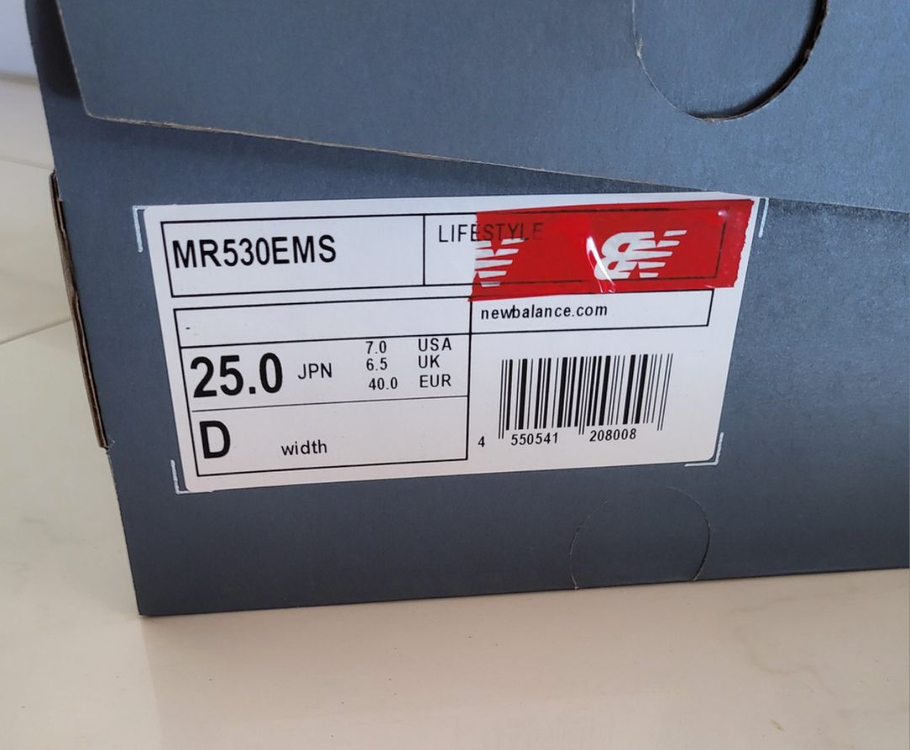 MR530EMS
LIFESTYLE
NB
newbalance.com
-
25.0 JPN
7.0 USA
6.5 UK
40.0 EUR
D width
4 550541 208008